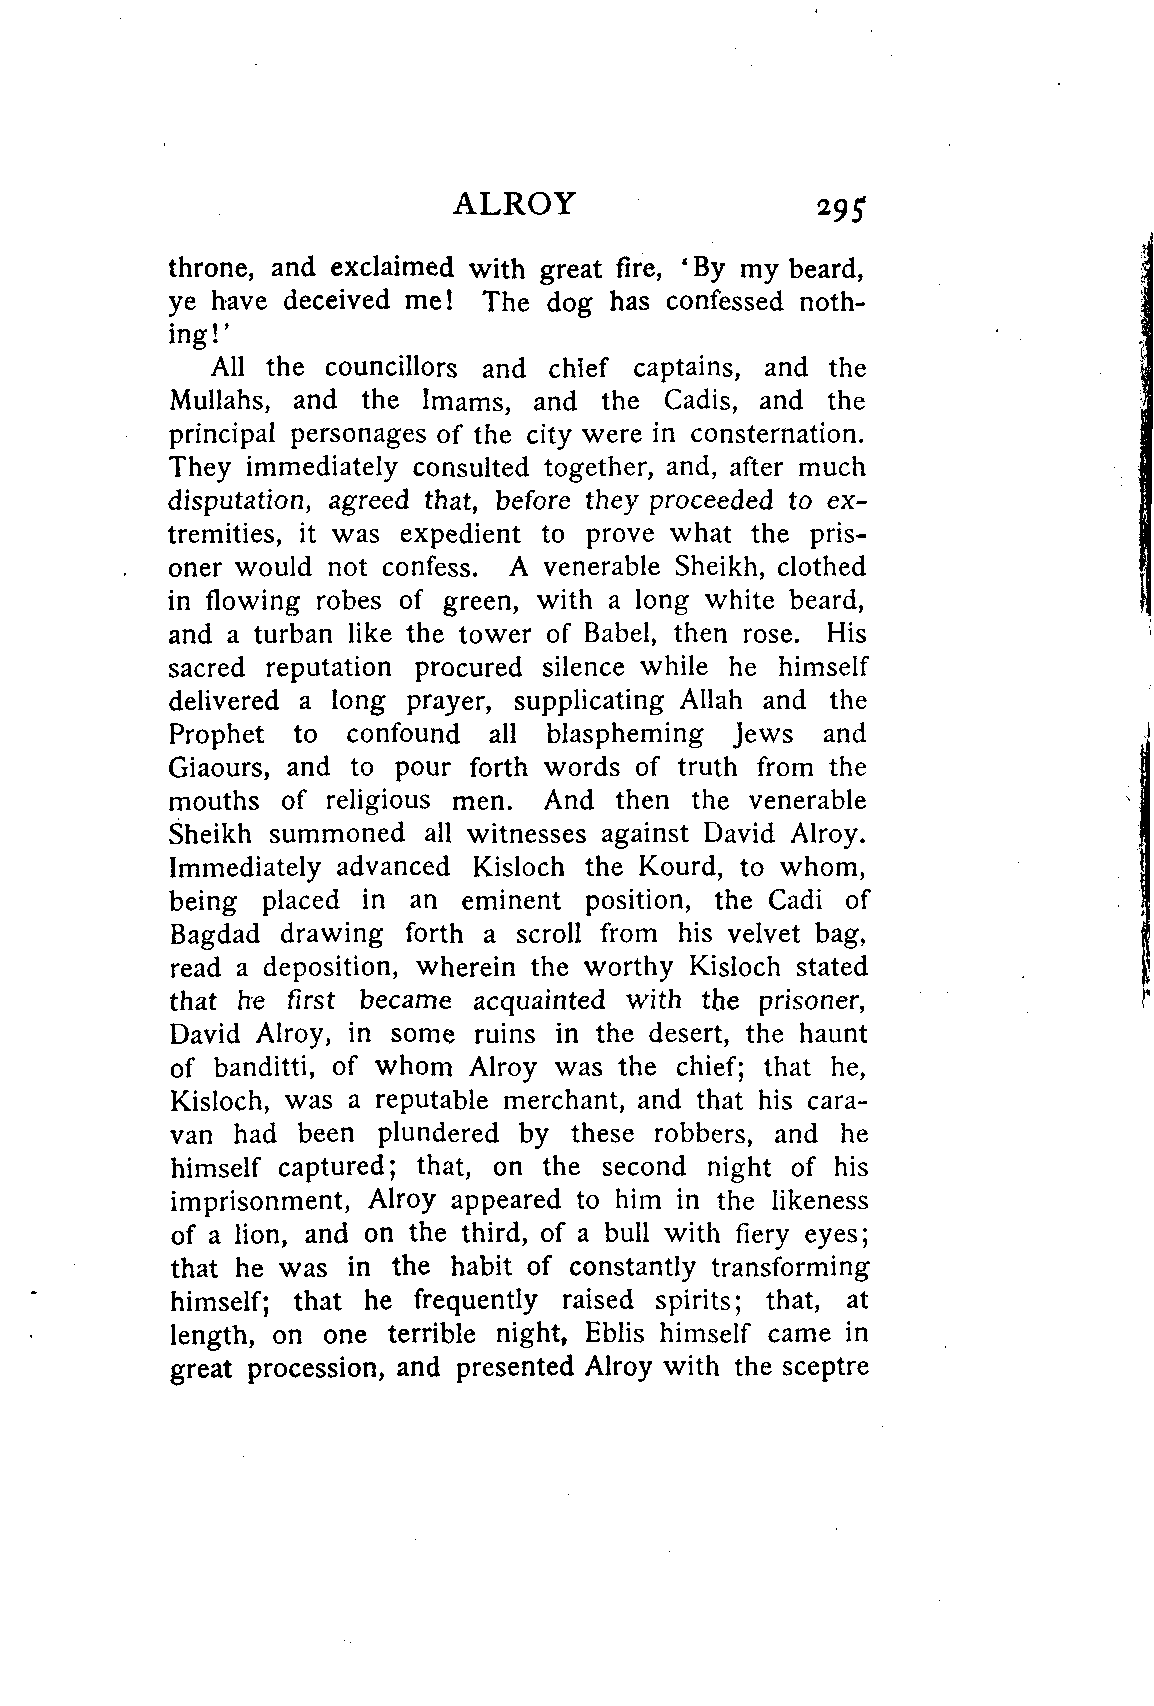 ALROY 295
throne, and exclaimed with great fire, 'By my beard,
ye have deceived me! The dog has confessed noth-
ing!'
All the councillors and chief captains, and the
Mullahs, and the Imams, and the Cadis, and the
principal personages of the city were in consternation.
They immediately consulted together, and, after much
disputation, agreed that, before they proceeded to ex-
tremities, it was expedient to prove what the pris-
oner would not confess. A venerable Sheikh, clothed
in flowing robes of green, with a long white beard,
and a turban like the tower of Babel, then rose. His
sacred reputation procured silence while he himself
delivered a long prayer, supplicating Allah and the
Prophet to confound all blaspheming Jews and
Giaours, and to pour forth words of truth from the
mouths of religious men. And then the venerable
Sheikh summoned all witnesses against David Alroy.
Immediately advanced Kisloch the Kourd, to whom,
being placed in an eminent position, the Cadi of
Bagdad drawing forth a scroll from his velvet bag,
read a deposition, wherein the worthy Kisloch stated
that he first became acquainted with the prisoner,
David Alroy, in some ruins in the desert, the haunt
of banditti, of whom Alroy was the chief; that he,
Kisloch, was a reputable merchant, and that his cara-
van had been plundered by these robbers, and he
himself captured; that, on the second night of his
imprisonment, Alroy appeared to him in the likeness
of a lion, and on the third, of a bull with fiery eyes;
that he was in the habit of constantly transforming
himself; that he frequently raised spirits; that, at
length, on one terrible night, Eblis himself came in
great procession, and presented Alroy with the sceptre